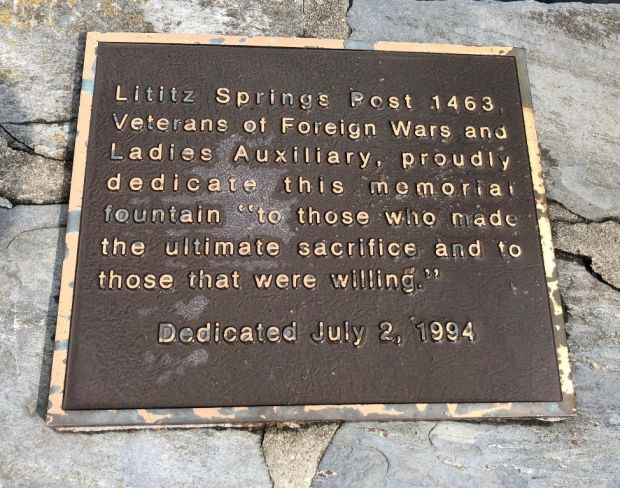 Lititz Springs Post 1463,
Veterans of Foreign Wars and
Ladies Auxiliary, proudly
dedicate this memorial
fountain "to those who made
the ultimate sacrifice and to
those that were willing."
Dedicated July 2, 1994